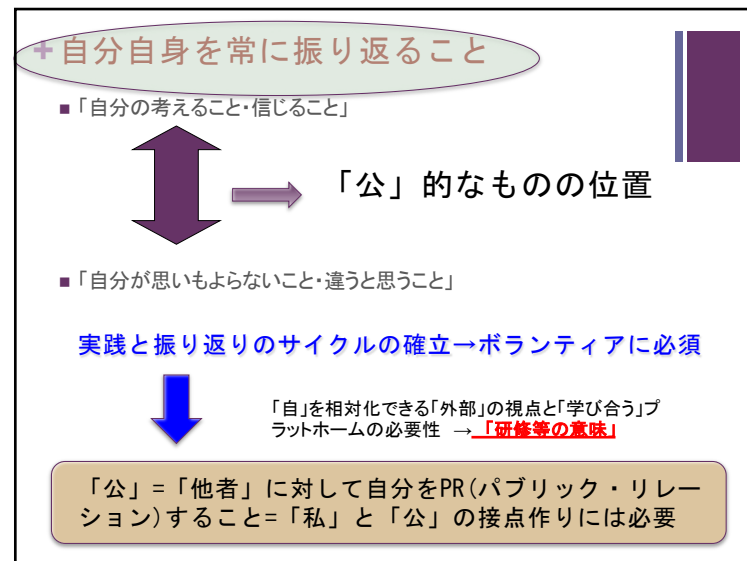 +自分自身を常に振り返ること
■「自分の考えること・信じること」
「公」的なものの位置
■「自分が思いもよらないこと・違うと思うこと」
実践と振り返りのサイクルの確立→ボランティアに必須
「自」を相対化できる「外部」の視点と「学び合う」プ
ラットホームの必要性 →「研修等の意味」
「公」=「他者」に対して自分をPR(パブリック・リレー
ション)すること=「私」と「公」の接点作りには必要